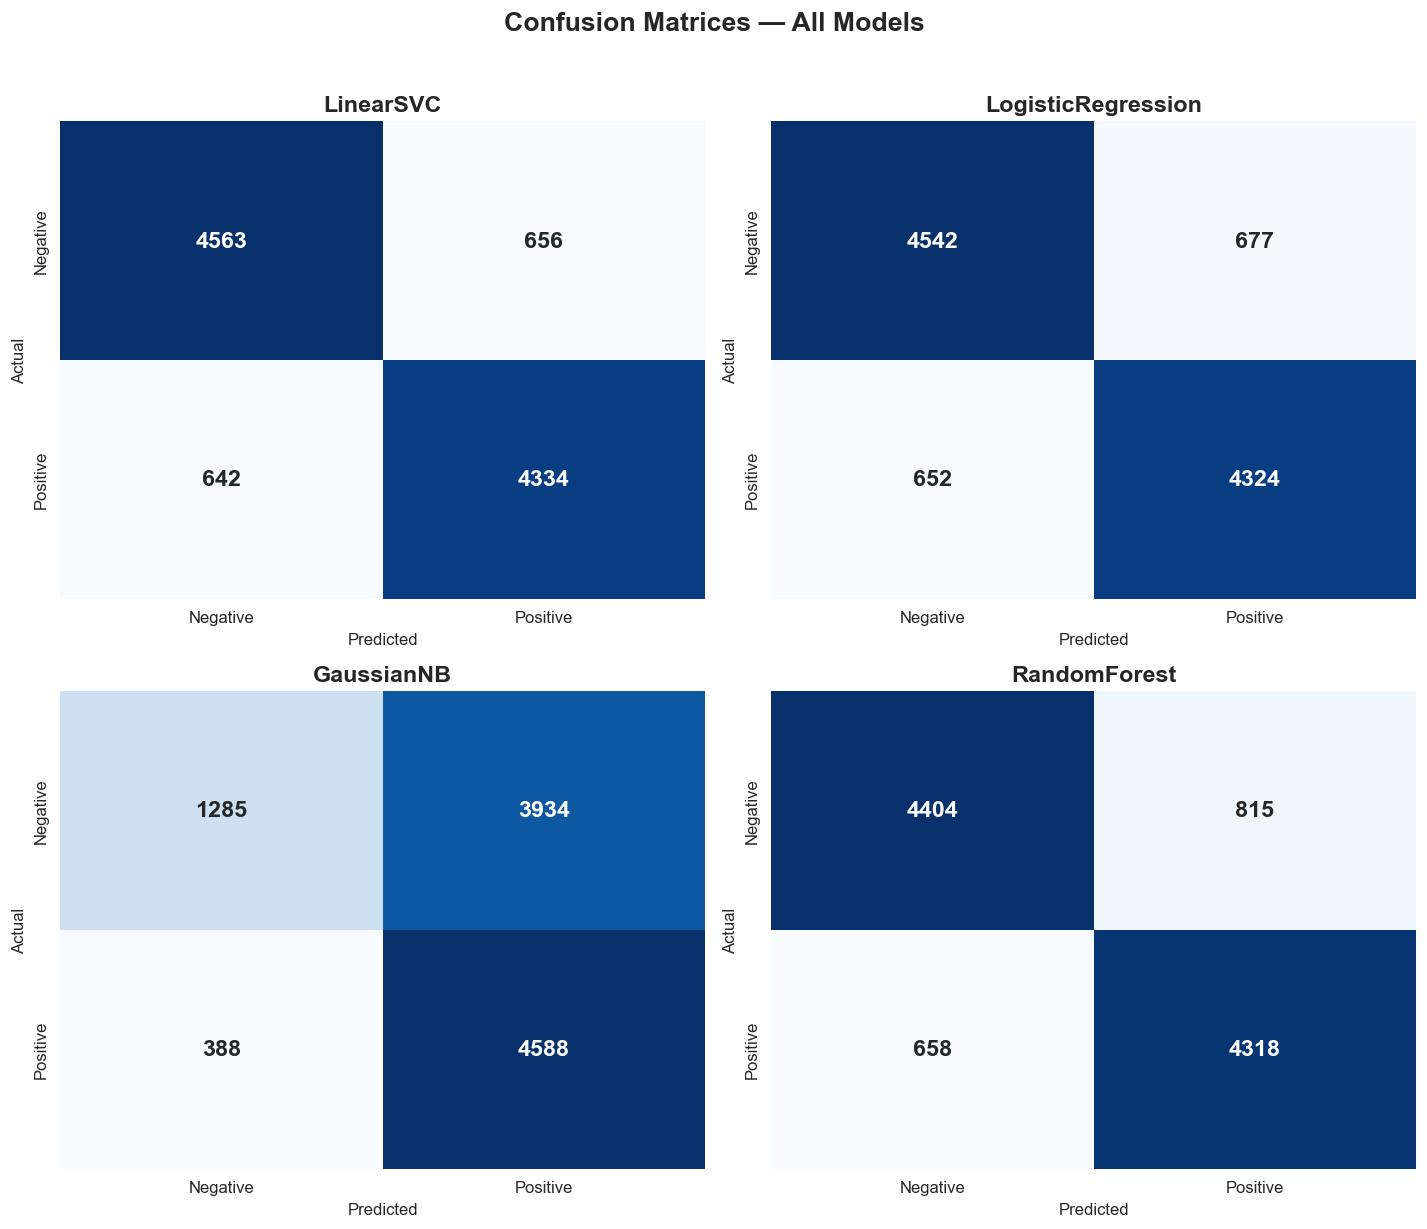 Confusion Matrices — All Models
LinearSVC
Actual
Negative
4563
656
Positive
642
4334
Negative
Positive
Predicted
LogisticRegression
Actual
Negative
4542
677
Positive
652
4324
Negative
Positive
Predicted
GaussianNB
Actual
Negative
1285
3934
Positive
388
4588
Negative
Positive
Predicted
RandomForest
Actual
Negative
4404
815
Positive
658
4318
Negative
Positive
Predicted